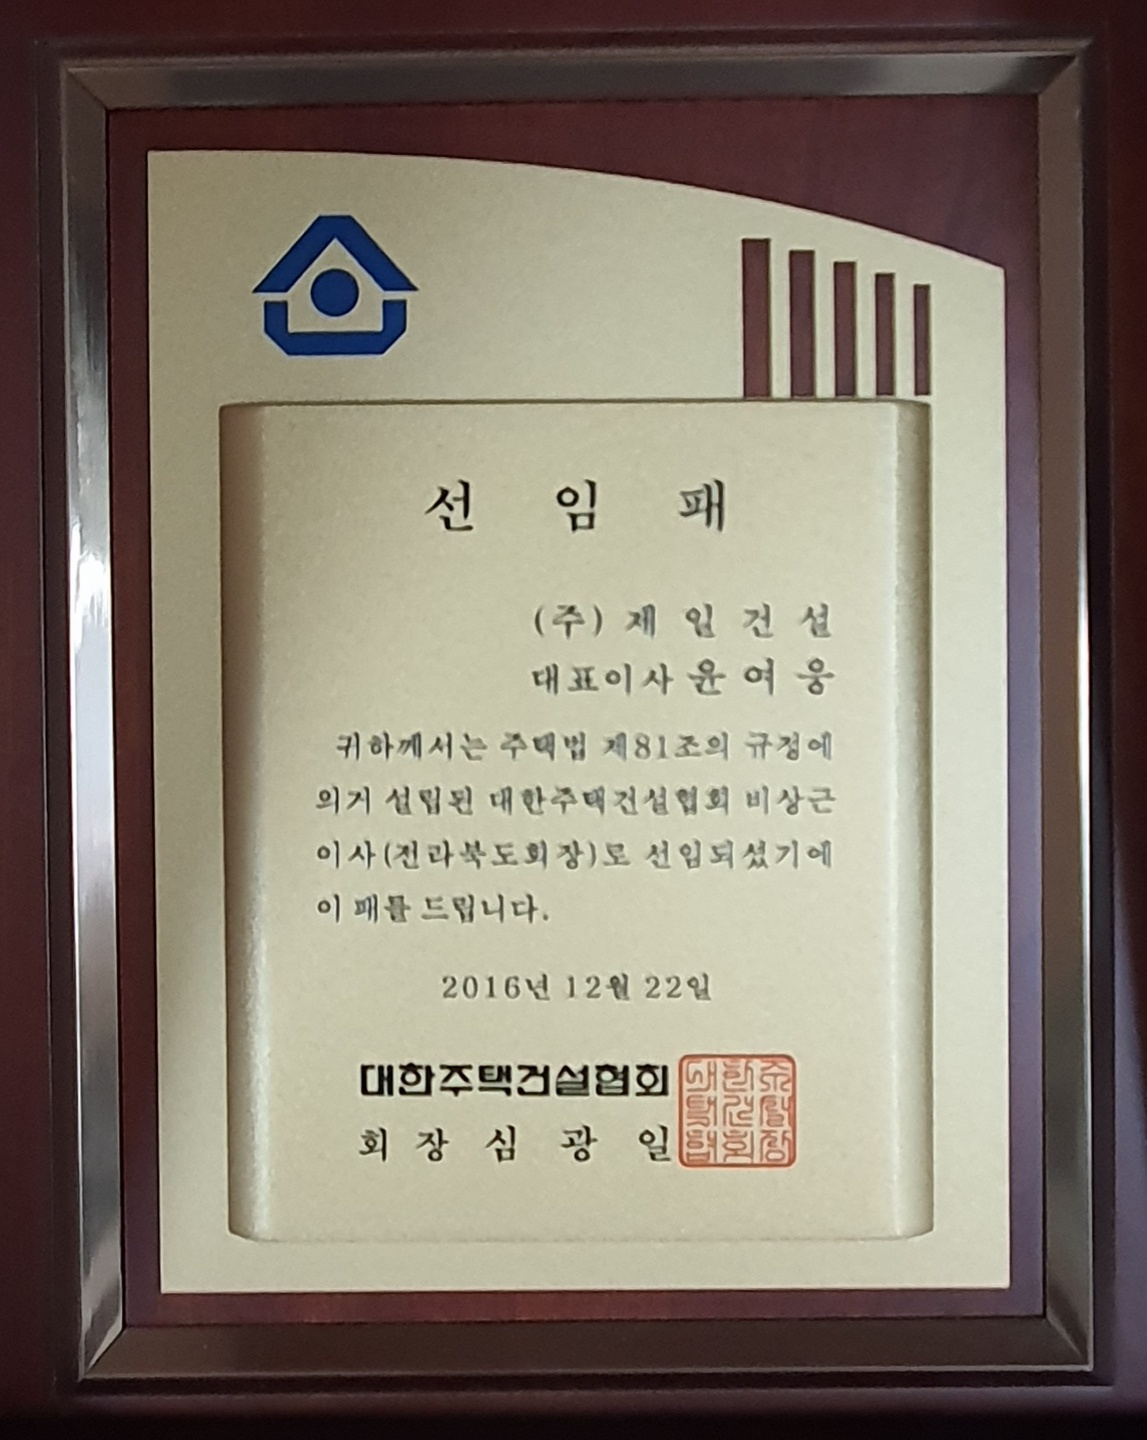 선 임 패
(주) 제 일 건 설
대표이사 윤 여 웅
귀하께서는 주택법 제81조의 규정에
의거 설립된 대한주택건설협회 비상근
이사(전라북도회장)로 선임되셨기에
이 패를 드립니다.
2016년 12월 22일
대한주택건설협회
회 장 심 광 일